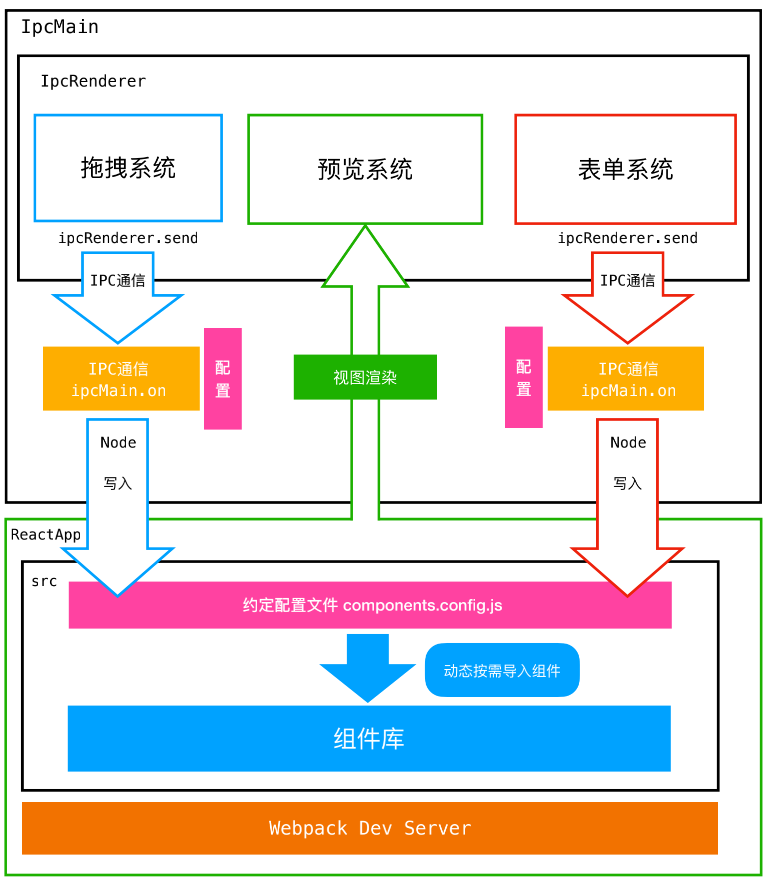 IpcMain
IpcRenderer
拖拽系统
预览系统
表单系统
ipcRenderer.send
ipcRenderer.send
IPC通信
IPC通信
IPC通信
ipcMain.on
配
置
视图渲染
配
置
IPC通信
ipcMain.on
Node
写入
Node
写入
ReactApp
src
约定配置文件 components.config.js
动态按需导入组件
组件库
Webpack Dev Server